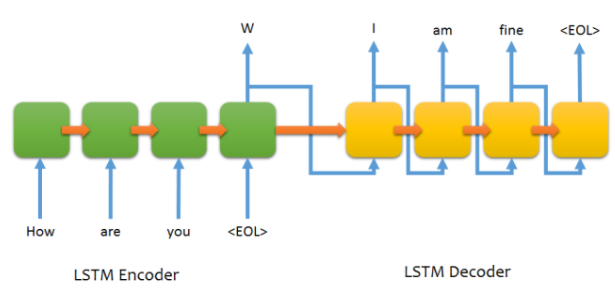 W I am fine <EOL>
How are you <EOL>
LSTM Encoder LSTM Decoder